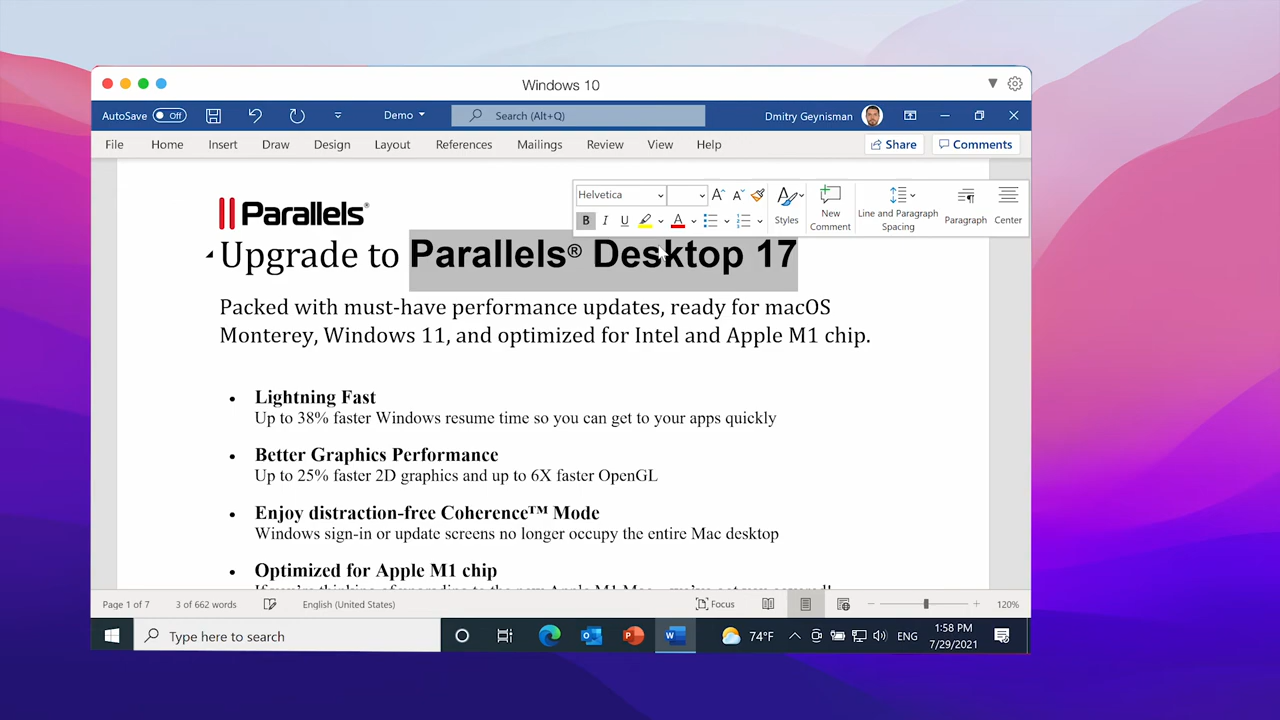 Windows 10
AutoSave Off Demo Search (Alt+Q) Dmitry Geynisman
File Home Insert Draw Design Layout References Mailings Review View Help Share Comments
Helvetica
B I U A Styles New Comment Line and Paragraph Spacing Paragraph Center
Parallels®
Upgrade to Parallels® Desktop 17
Packed with must-have performance updates, ready for macOS
Monterey, Windows 11, and optimized for Intel and Apple M1 chip.
• Lightning Fast
Up to 38% faster Windows resume time so you can get to your apps quickly
• Better Graphics Performance
Up to 25% faster 2D graphics and up to 6X faster OpenGL
• Enjoy distraction-free Coherence™ Mode
Windows sign-in or update screens no longer occupy the entire Mac desktop
• Optimized for Apple M1 chip
Page 1 of 7 3 of 662 words English (United States) Focus 120%
Type here to search 74°F ENG 1:58 PM
7/29/2021